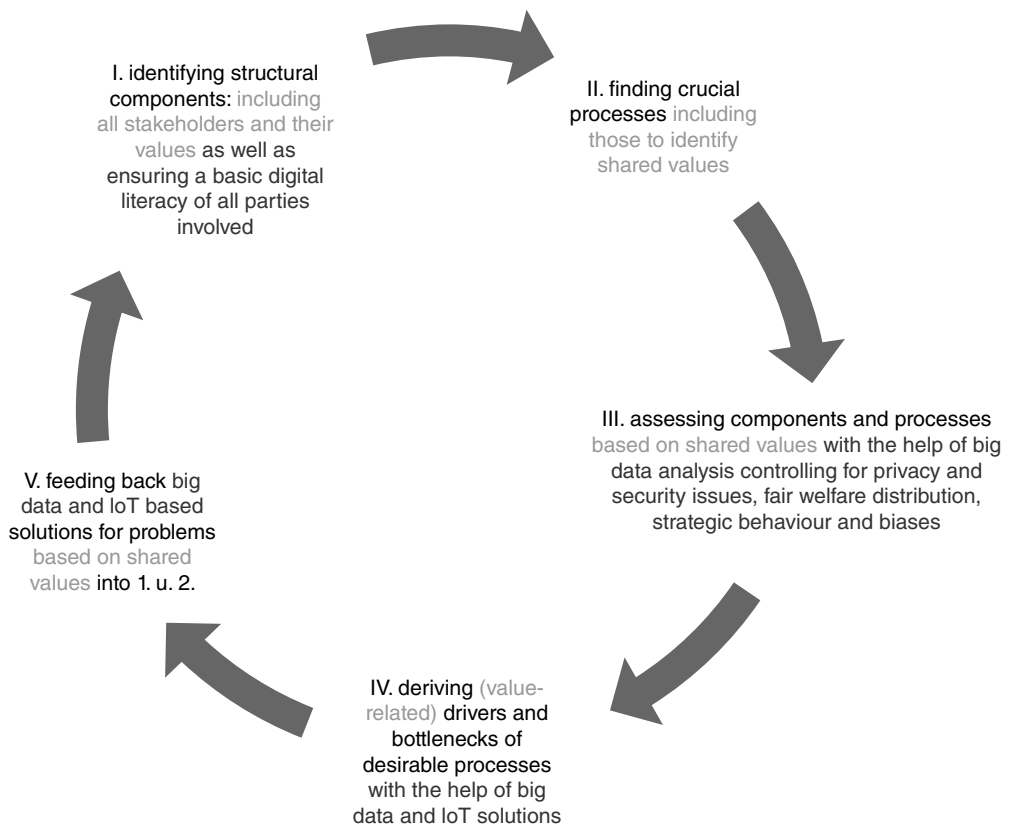 I. identifying structural
components: including
all stakeholders and their
values as well as
ensuring a basic digital
literacy of all parties
involved
II. finding crucial
processes including
those to identify
shared values
III. assessing components and processes
based on shared values with the help of big
data analysis controlling for privacy and
security issues, fair welfare distribution,
strategic behaviour and biases
IV. deriving (value-
related) drivers and
bottlenecks of
desirable processes
with the help of big
data and IoT solutions
V. feeding back big
data and IoT based
solutions for problems
based on shared
values into 1. u. 2.